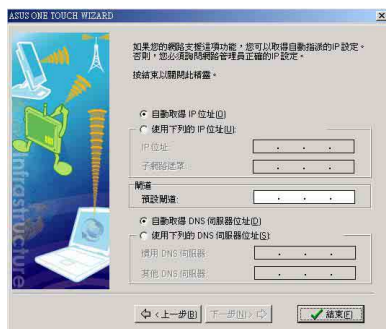 ASUS ONE TOUCH WIZARD
如果您的網路支援這項功能,您可以取得自動指派的IP設定。
否則,您必須詢問網路管理員正確的IP設定。
按結束以關閉此精靈。
自動取得 IP 位址(O)
使用下列的 IP 位址(U):
IP 位址:
子網路遮罩:
閘道
預設閘道:
自動取得 DNS 伺服器位址(D)
使用下列的 DNS 伺服器位址(S):
慣用 DNS 伺服器:
其他 DNS 伺服器:
Infrastructure
<上一步(B)
下一步(N)>
結束(F)